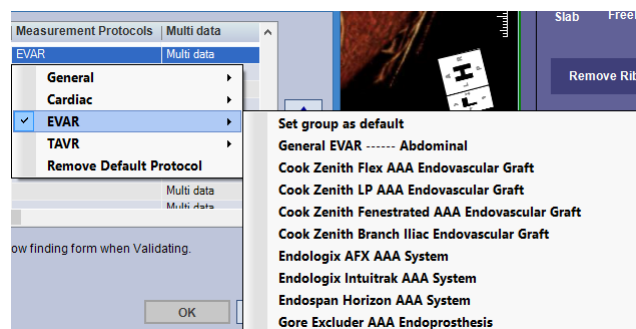 Measurement Protocols Multi data
Slab
EVAR Multi data
General
Cardiac
Remove Rib
EVAR
TAVR
Remove Default Protocol
Set group as default
General EVAR ------ Abdominal
Cook Zenith Flex AAA Endovascular Graft
Multi data
Cook Zenith LP AAA Endovascular Graft
Multi data
Cook Zenith Fenestrated AAA Endovascular Graft
Cook Zenith Branch Iliac Endovascular Graft
ow finding form when Validating.
Endologix AFX AAA System
Endologix Intuitrak AAA System
Endospan Horizon AAA System
OK
Gore Excluder AAA Endoprosthesis